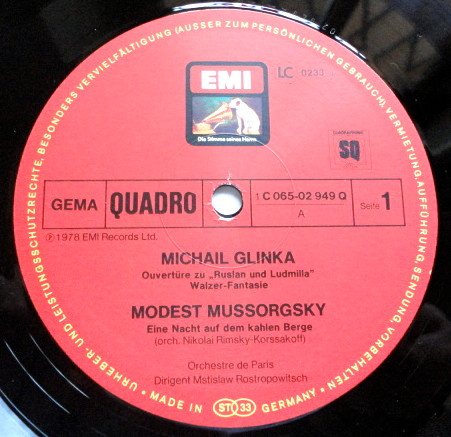 URHEBER- UND LEISTUNGSSCHUTZRECHTE, BESONDERS VERVIELFÄLTIGUNG (AUSSER ZUM PERSÖNLICHEN GEBRAUCH), VERMIETUNG, AUFFÜHRUNG, SENDUNG, VORBEHALTEN
EMI
LC 0233
Die Stimme seines Herrn
SQ
GEMA
QUADRO
1 C 065-02 949 Q
A
Seite 1
Ⓟ 1978 EMI Records Ltd.
MICHAIL GLINKA
Ouvertüre zu „Ruslan und Ludmilla"
Walzer-Fantasie
MODEST MUSSORGSKY
Eine Nacht auf dem kahlen Berge
(orch. Nikolai Rimsky-Korssakoff)
Orchestre de Paris
Dirigent Mstislaw Rostropowitsch
• MADE IN STEREO 33 GERMANY •